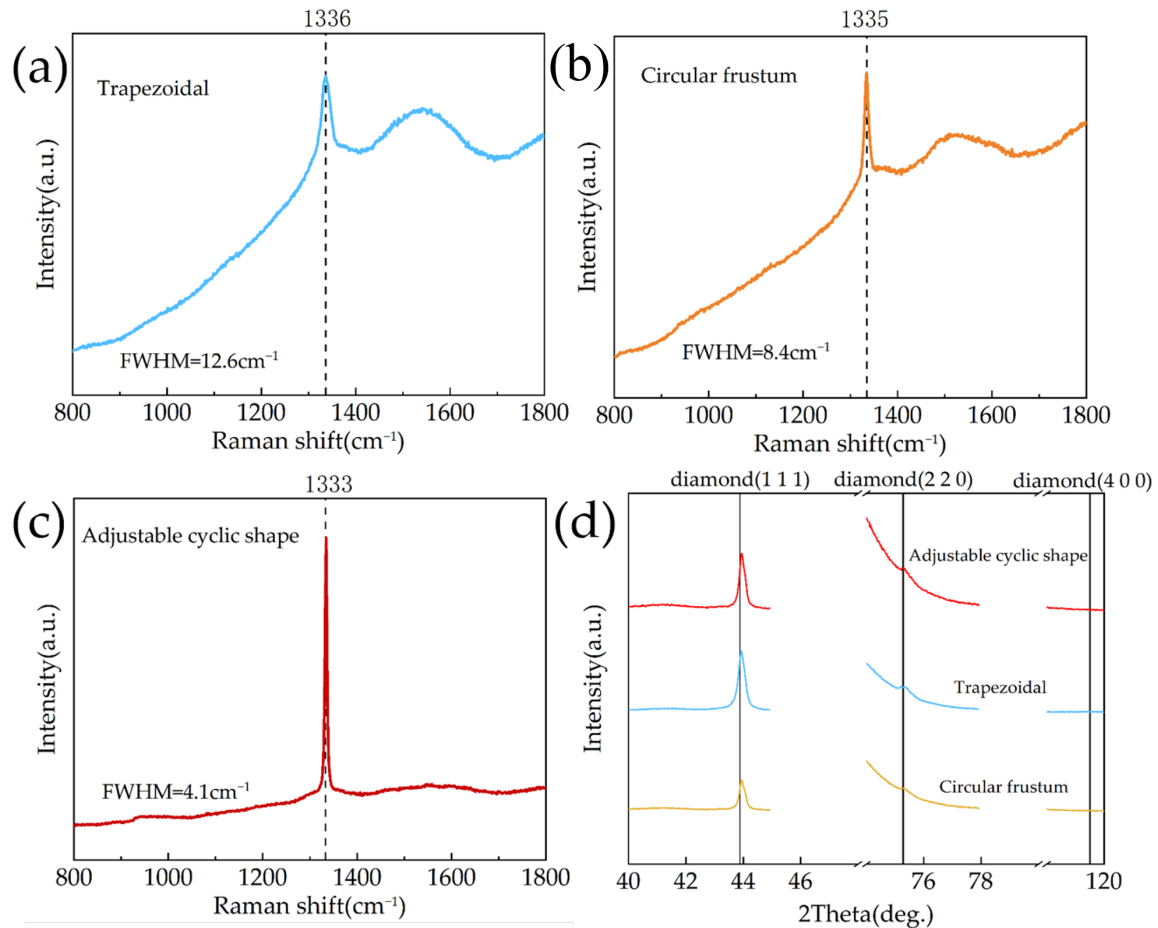 1336
(a)
Trapezoidal
Intensity(a.u.)
FWHM=12.6cm⁻¹
800 1000 1200 1400 1600 1800
Raman shift(cm⁻¹)
1335
(b)
Circular frustum
Intensity(a.u.)
FWHM=8.4cm⁻¹
800 1000 1200 1400 1600 1800
Raman shift(cm⁻¹)
1333
(c)
Adjustable cyclic shape
Intensity(a.u.)
FWHM=4.1cm⁻¹
800 1000 1200 1400 1600 1800
Raman shift(cm⁻¹)
diamond(1 1 1) diamond(2 2 0) diamond(4 0 0)
(d)
Adjustable cyclic shape
Trapezoidal
Circular frustum
Intensity(a.u.)
40 42 44 46 76 78 120
2Theta(deg.)